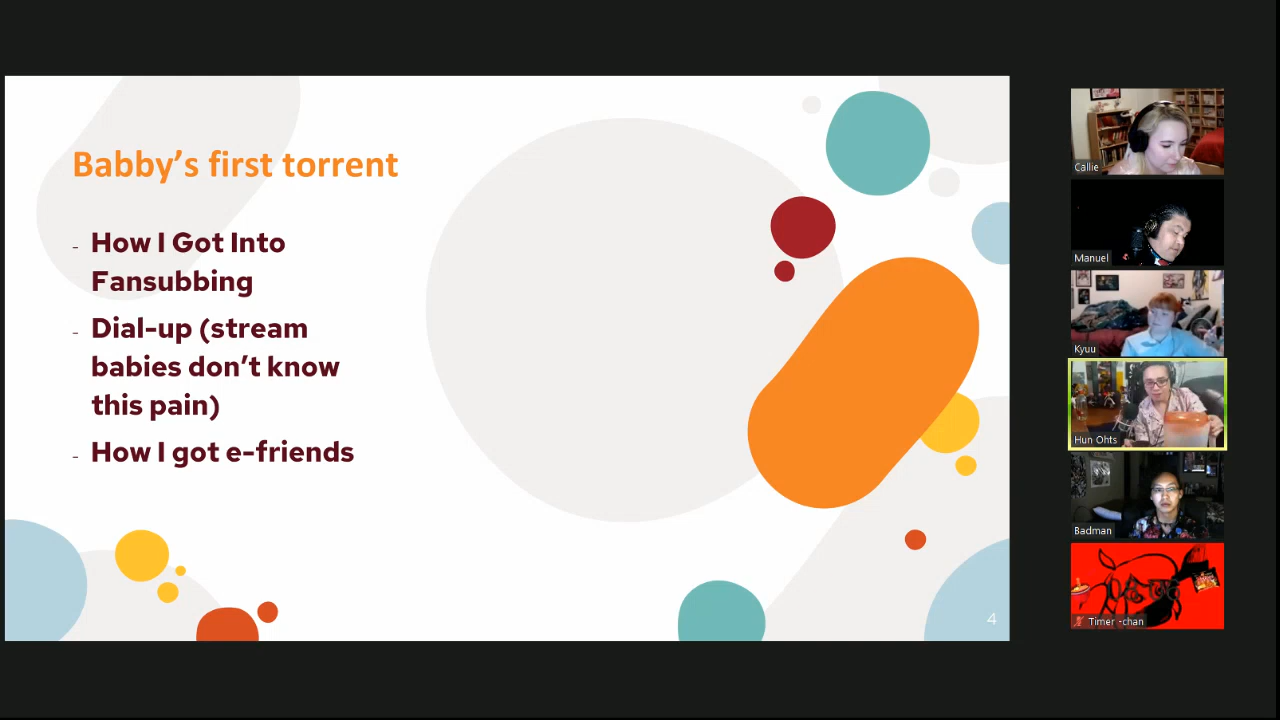 Babby’s first torrent
- How I Got Into
Fansubbing
- Dial-up (stream
babies don’t know
this pain)
- How I got e-friends
4
Callie
Manuel
Kyuu
Hun Ohts
Badman
Timer -chan